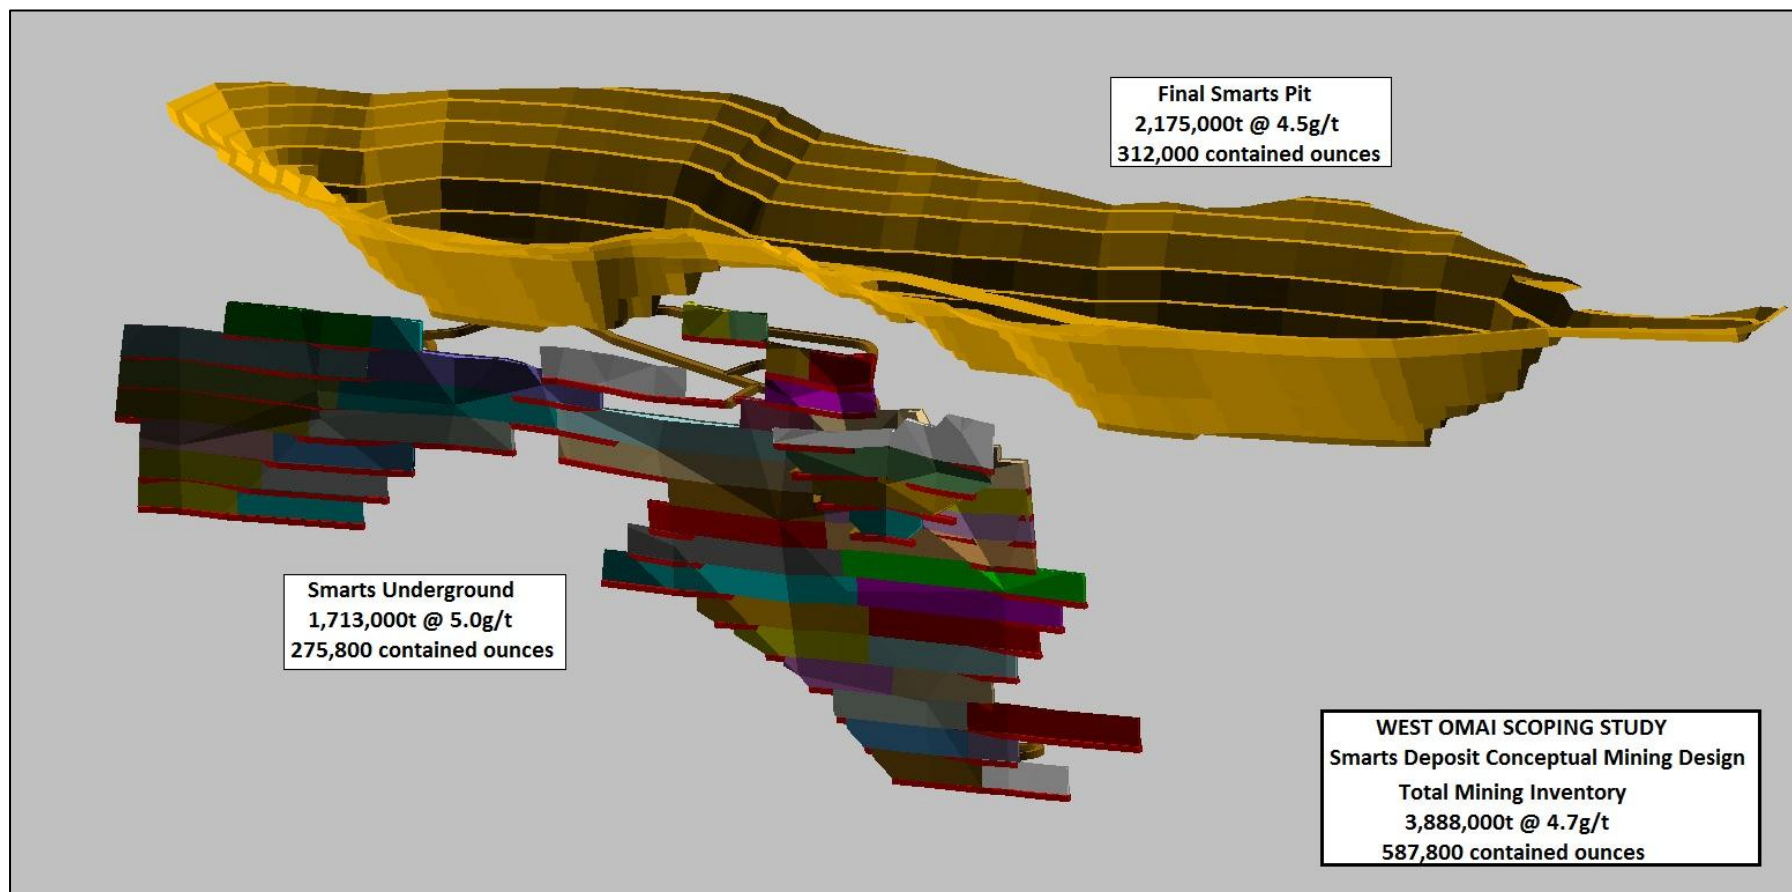 Final Smarts Pit
2,175,000t @ 4.5g/t
312,000 contained ounces
Smarts Underground
1,713,000t @ 5.0g/t
275,800 contained ounces
WEST OMAI SCOPING STUDY
Smarts Deposit Conceptual Mining Design
Total Mining Inventory
3,888,000t @ 4.7g/t
587,800 contained ounces